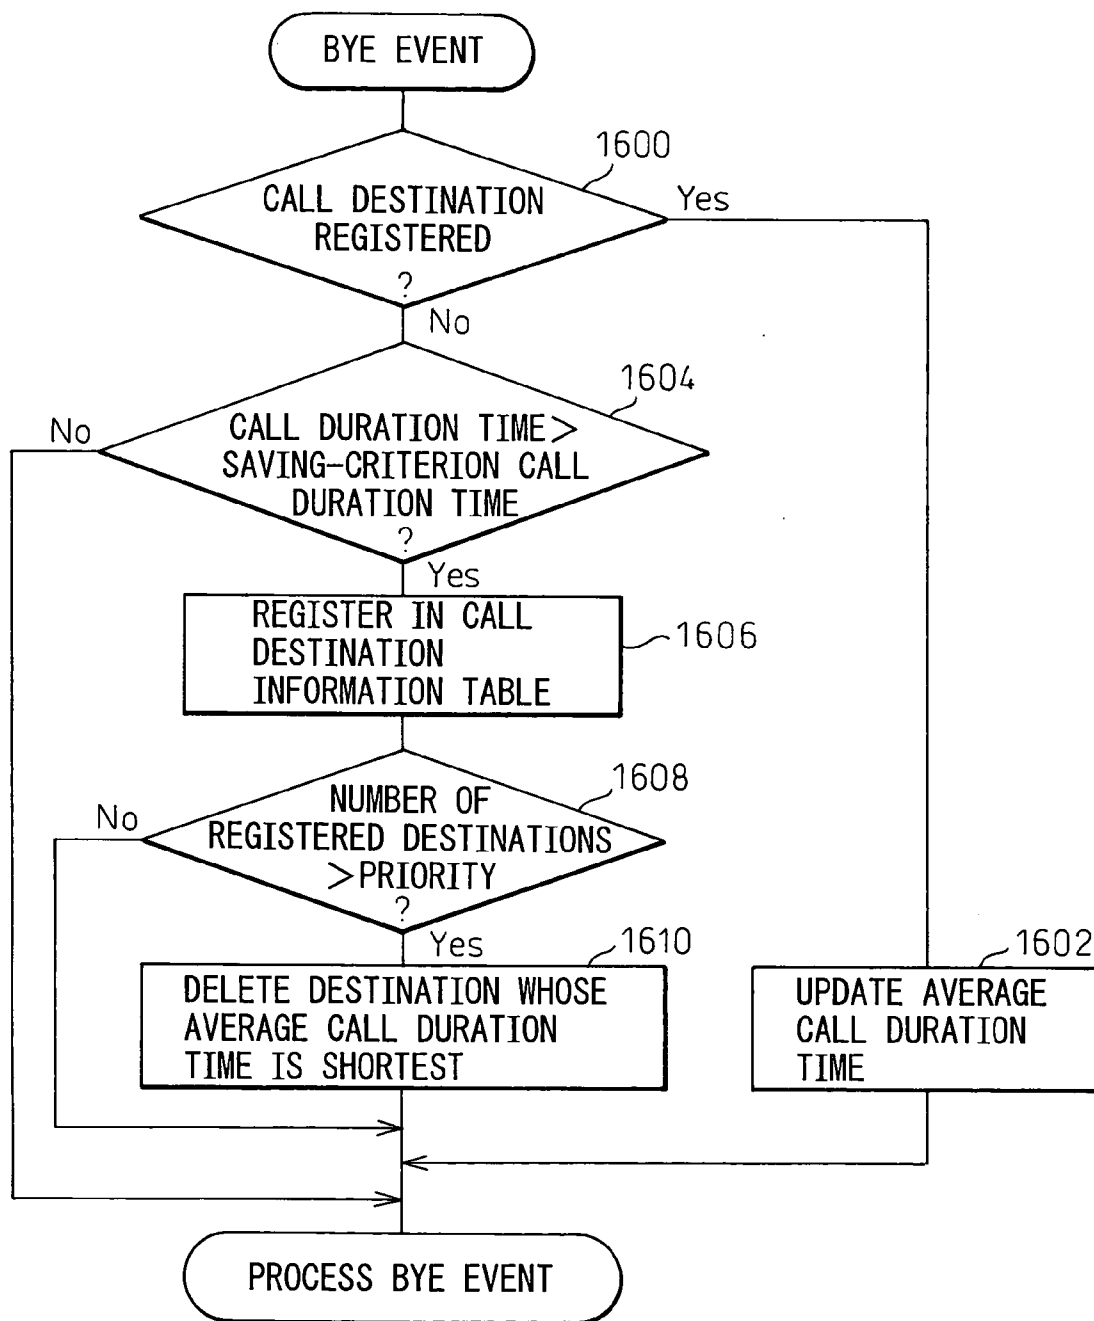 BYE EVENT
1600
CALL DESTINATION
REGISTERED
?
Yes
No
1604
CALL DURATION TIME>
SAVING-CRITERION CALL
DURATION TIME
?
No
Yes
REGISTER IN CALL
DESTINATION
INFORMATION TABLE
1606
1608
NUMBER OF
REGISTERED DESTINATIONS
>PRIORITY
?
No
Yes
1610
DELETE DESTINATION WHOSE
AVERAGE CALL DURATION
TIME IS SHORTEST
1602
UPDATE AVERAGE
CALL DURATION
TIME
PROCESS BYE EVENT